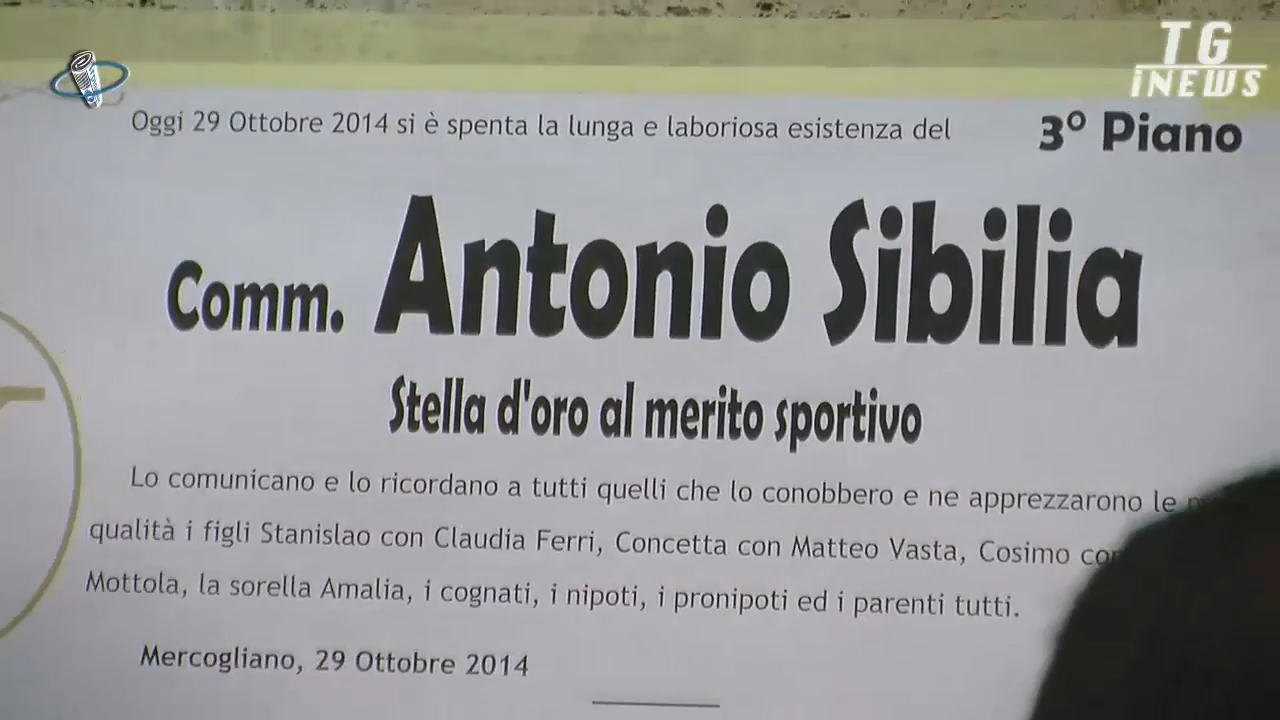 TG
iNEWS
Oggi 29 Ottobre 2014 si è spenta la lunga e laboriosa esistenza del
3° Piano
Comm. Antonio Sibilia
Stella d'oro al merito sportivo
Lo comunicano e lo ricordano a tutti quelli che lo conobbero e ne apprezzarono le
qualità i figli Stanislao con Claudia Ferri, Concetta con Matteo Vasta, Cosimo
Mottola, la sorella Amalia, i cognati, i nipoti, i pronipoti ed i parenti tutti.
Mercogliano, 29 Ottobre 2014